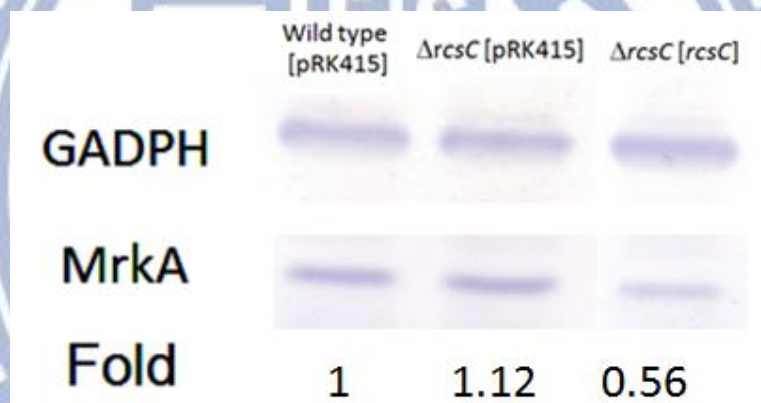 Wild type
[pRK415]
ΔrcsC [pRK415]
ΔrcsC [rcsC]
GADPH
MrkA
Fold
1
1.12
0.56